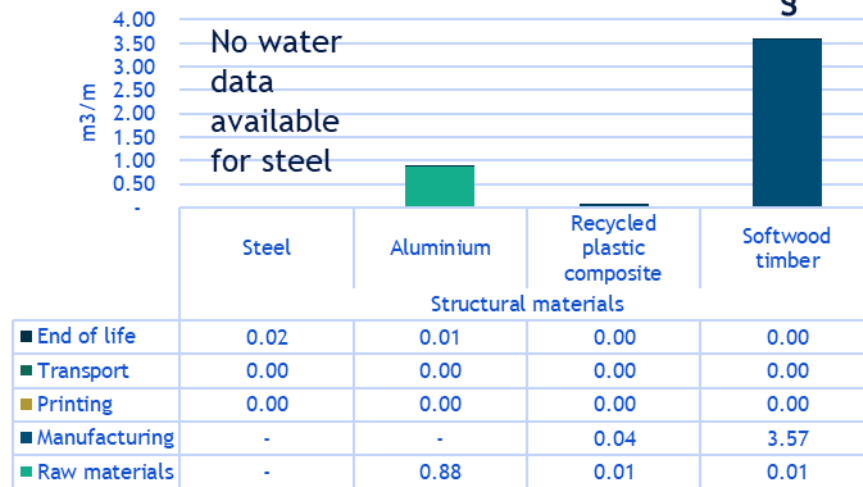 §
4.00
3.50
3.00
2.50
2.00
1.50
1.00
0.50
-
m3/m
No water
data
available
for steel
Steel
Aluminium
Recycled
plastic
composite
Softwood
timber
Structural materials
End of life 0.02 0.01 0.00 0.00
Transport 0.00 0.00 0.00 0.00
Printing 0.00 0.00 0.00 0.00
Manufacturing - - 0.04 3.57
Raw materials - 0.88 0.01 0.01